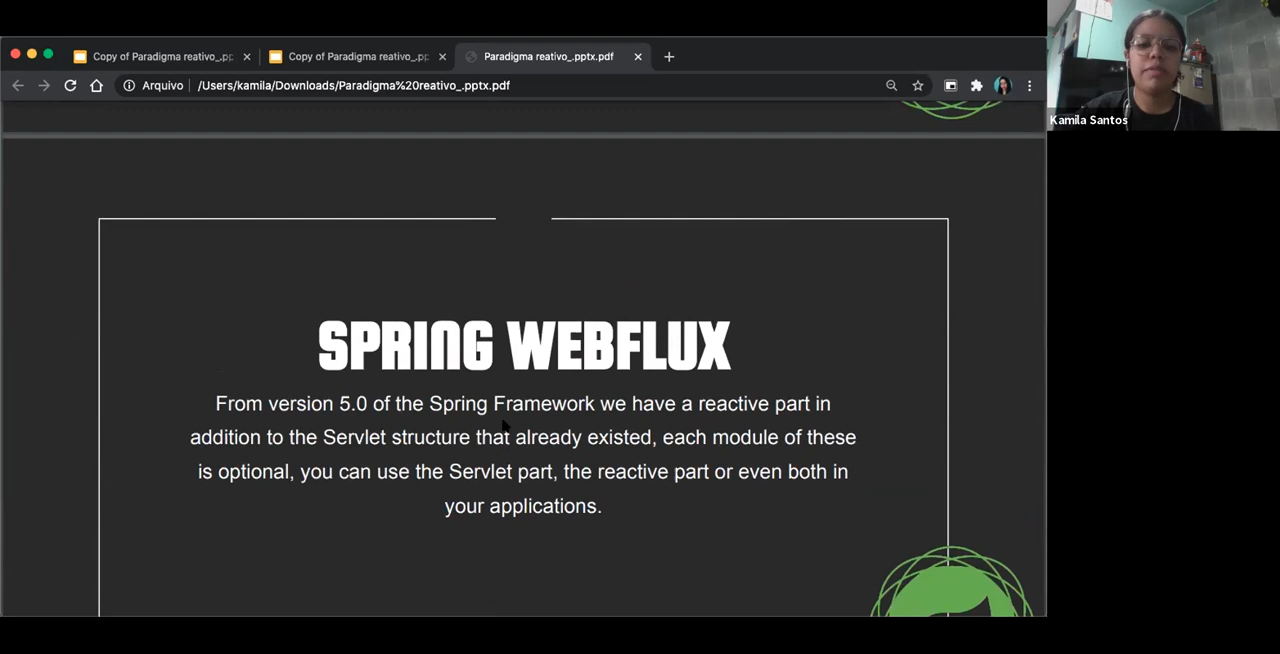 Copy of Paradigma reativo_.pp
Copy of Paradigma reativo_.pp
Paradigma reativo_.pptx.pdf
Arquivo
/Users/kamila/Downloads/Paradigma%20reativo_.pptx.pdf
Kamila Santos
SPRING WEBFLUX
From version 5.0 of the Spring Framework we have a reactive part in
addition to the Servlet structure that already existed, each module of these
is optional, you can use the Servlet part, the reactive part or even both in
your applications.